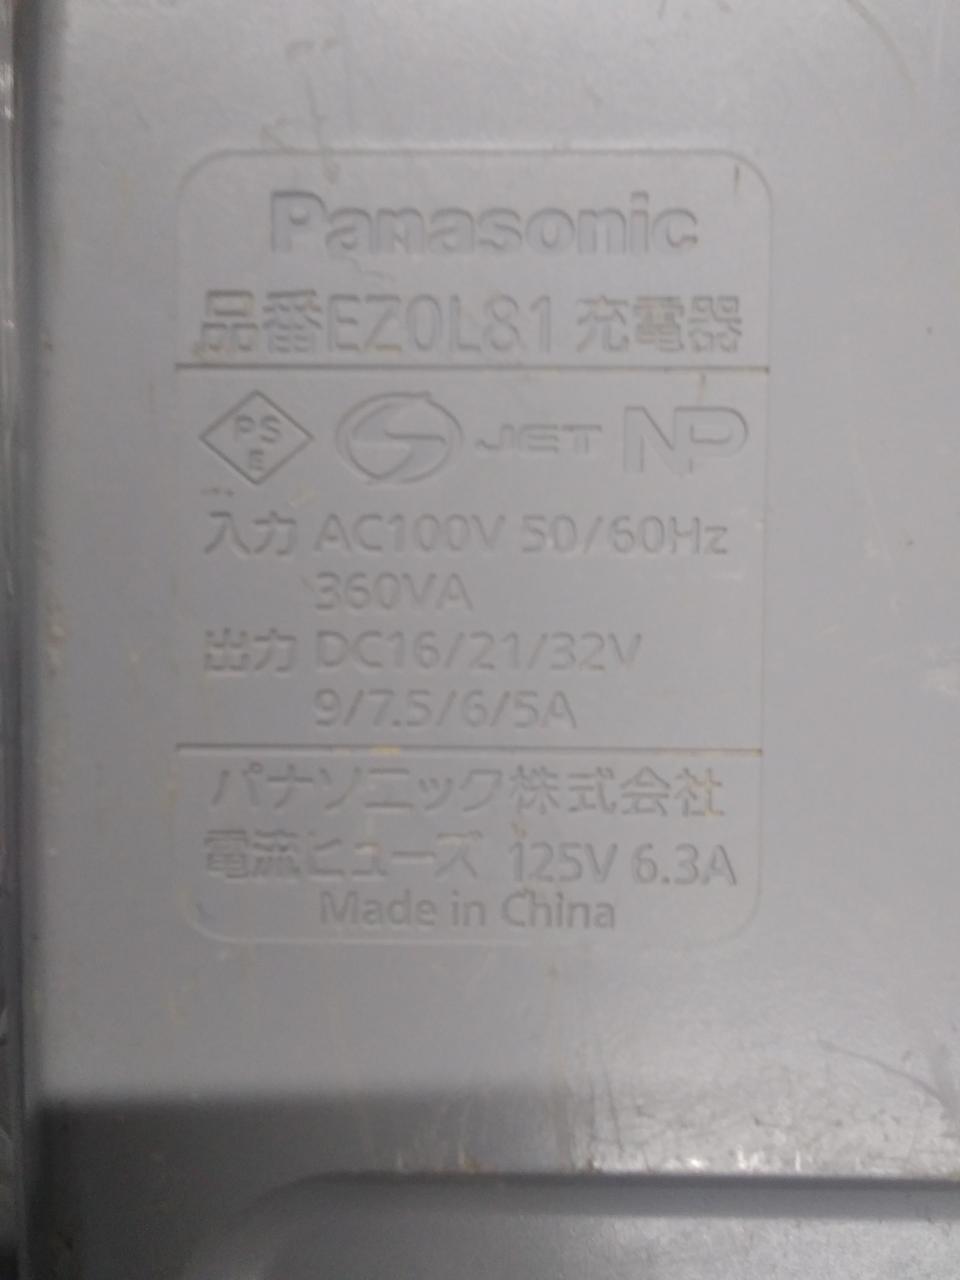 Panasonic
品番EZ0L81 充電器
PS E JET NP
入力 AC100V 50/60Hz
360VA
出力 DC16/21/32V
9/7.5/6/5A
パナソニック株式会社
電流ヒューズ 125V 6.3A
Made in China